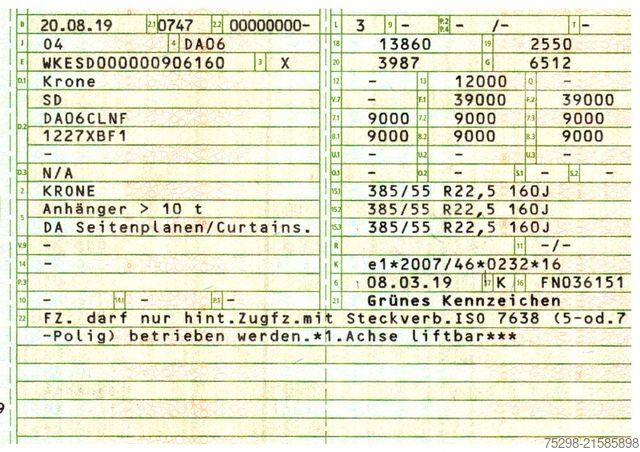 B 20.08.19 2.1 0747 2.2 00000000- L 3 9 - P.2 P.4 - /- T -
J 04 4 DA06 18 13860 19 2550
E WKESD000000906160 3 X 20 3987 G 6512
D.1 Krone 12 - 13 12000 Q -
SD V.7 - F.1 39000 F.2 39000
D.2 DA06CLNF 7.1 9000 7.2 9000 7.3 9000
1227XBF1 8.1 9000 8.2 9000 8.3 9000
- U.1 - U.2 - U.3 -
D.3 N/A O.1 - O.2 - S.1 - S.2 -
2 KRONE 15.1 385/55 R22,5 160J
5 Anhänger > 10 t 15.2 385/55 R22,5 160J
DA Seitenplanen/Curtains. 15.3 385/55 R22,5 160J
V.9 - R 11 -/-
14 - K e1*2007/46*0232*16
P.3 6 08.03.19 17 K 16 FN036151
10 - 14.1 - P.5 - 21 Grünes Kennzeichen
22 FZ. darf nur hint.Zugfz.mit Steckverb.ISO 7638 (5-od.7
-Polig) betrieben werden.*1.Achse liftbar***
9
75298-21585898